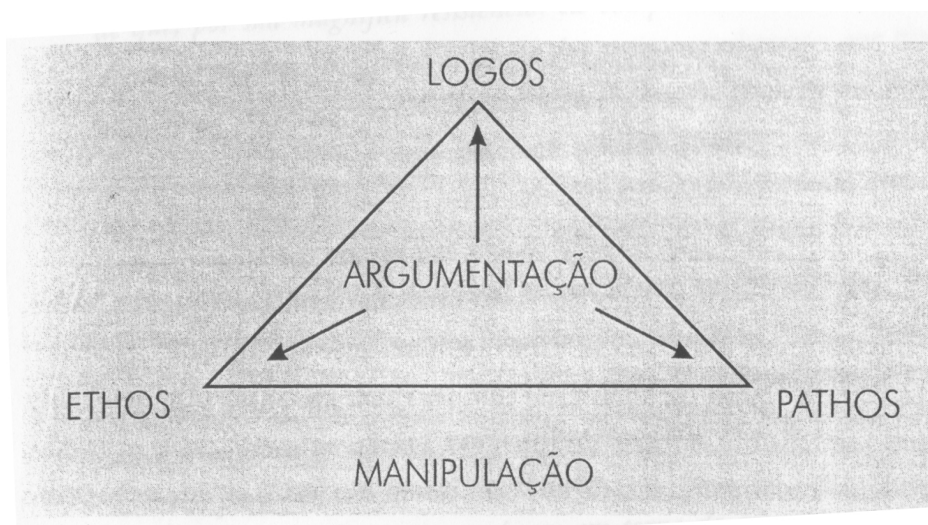 LOGOS
ARGUMENTAÇÃO
ETHOS
PATHOS
MANIPULAÇÃO